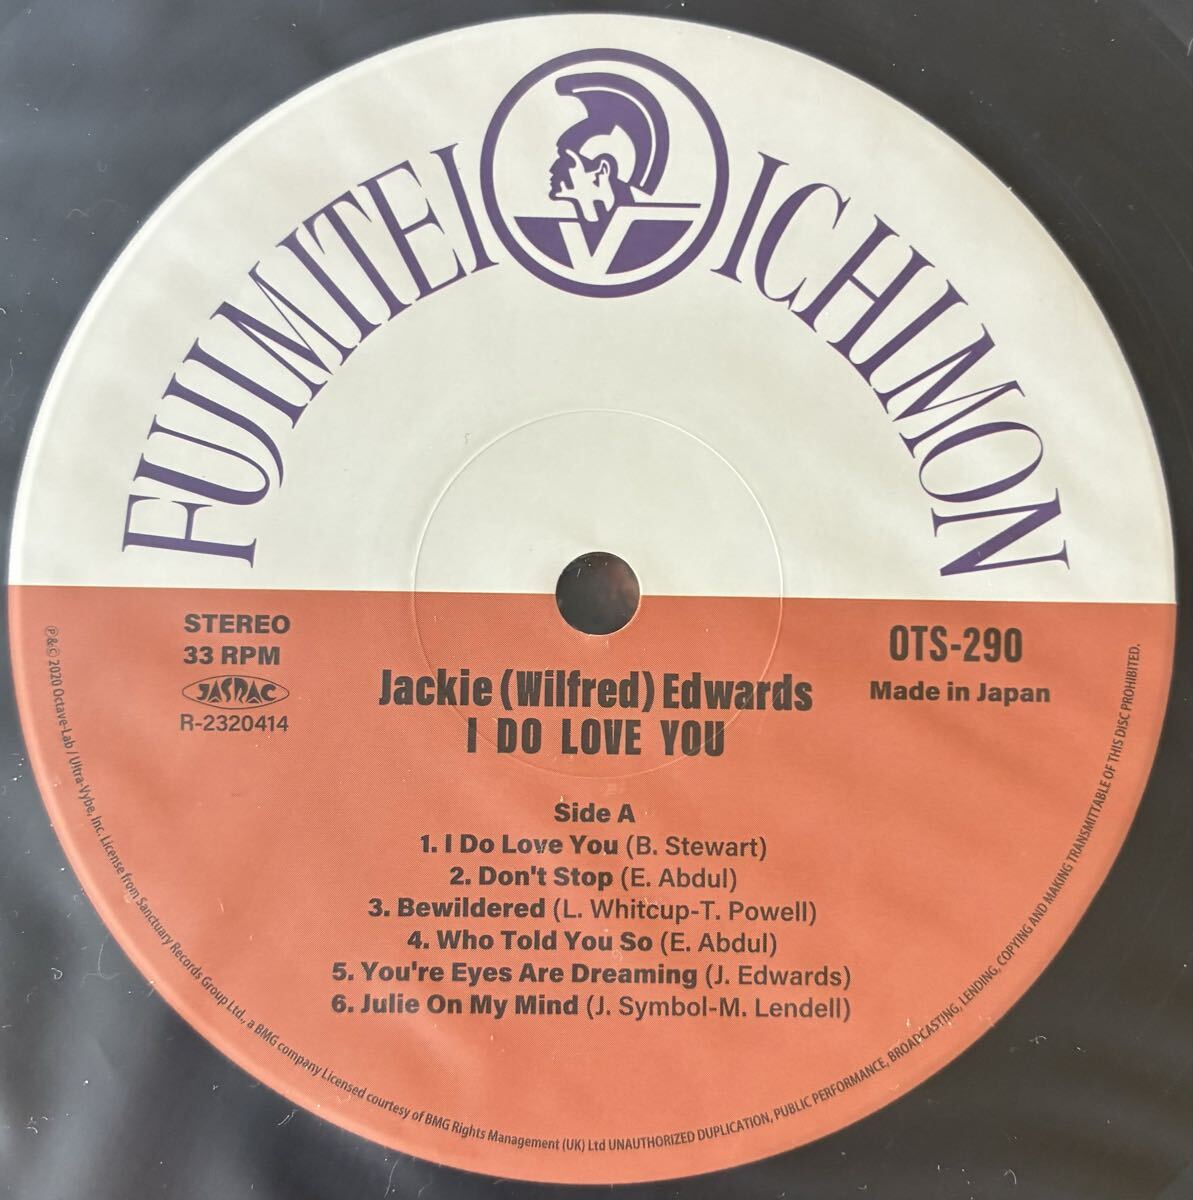 FUJIMITEI ICHIMON
STEREO
33 RPM
JASRAC
R-2320414
OTS-290
Made in Japan
Jackie (Wilfred) Edwards
I DO LOVE YOU
Side A
1. I Do Love You (B. Stewart)
2. Don't Stop (E. Abdul)
3. Bewildered (L. Whitcup-T. Powell)
4. Who Told You So (E. Abdul)
5. You're Eyes Are Dreaming (J. Edwards)
6. Julie On My Mind (J. Symbol-M. Lendell)
Ⓟ&© 2020 Octave-Lab / Ultra-Vybe, Inc. License from Sanctuary Records Group Ltd., a BMG company Licensed courtesy of BMG Rights Management (UK) Ltd UNAUTHORIZED DUPLICATION, PUBLIC PERFORMANCE, BROADCASTING, LENDING, COPYING AND MAKING TRANSMITTABLE OF THIS DISC PROHIBITED.